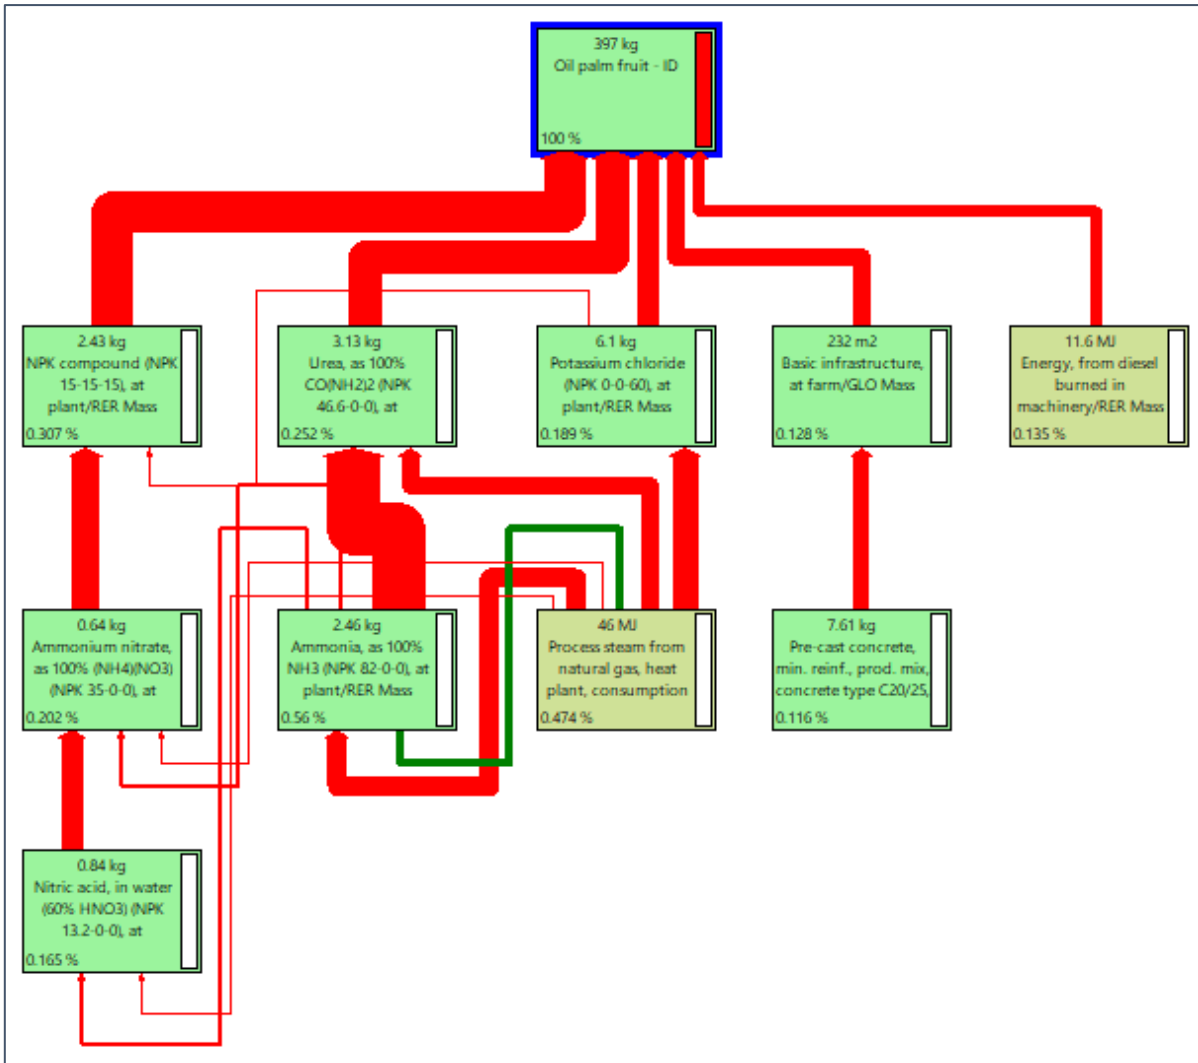 397 kg
Oil palm fruit - ID
100 %
2.43 kg
NPK compound (NPK
15-15-15), at
plant/RER Mass
0.307 %
3.13 kg
Urea, as 100%
CO(NH2)2 (NPK
46.6-0-0), at
0.252 %
6.1 kg
Potassium chloride
(NPK 0-0-60), at
plant/RER Mass
0.189 %
232 m2
Basic infrastructure,
at farm/GLO Mass
0.128 %
11.6 MJ
Energy, from diesel
burned in
machinery/RER Mass
0.135 %
0.64 kg
Ammonium nitrate,
as 100% (NH4)(NO3)
(NPK 35-0-0), at
0.202 %
2.46 kg
Ammonia, as 100%
NH3 (NPK 82-0-0), at
plant/RER Mass
0.56 %
46 MJ
Process steam from
natural gas, heat
plant, consumption
0.474 %
7.61 kg
Pre-cast concrete,
min. reinf., prod. mix,
concrete type C20/25,
0.116 %
0.84 kg
Nitric acid, in water
(60% HNO3) (NPK
13.2-0-0), at
0.165 %